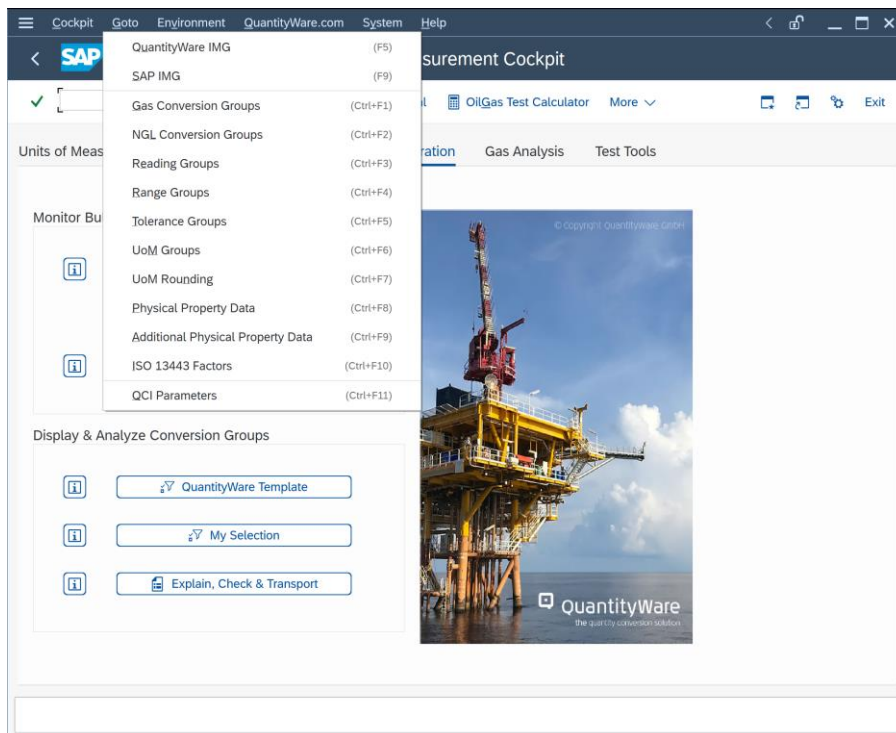 Cockpit Goto Environment QuantityWare.com System Help
SAP
surement Cockpit
QuantityWare IMG (F5)
SAP IMG (F9)
Gas Conversion Groups (Ctrl+F1)
NGL Conversion Groups (Ctrl+F2)
Reading Groups (Ctrl+F3)
Range Groups (Ctrl+F4)
Tolerance Groups (Ctrl+F5)
UoM Groups (Ctrl+F6)
UoM Rounding (Ctrl+F7)
Physical Property Data (Ctrl+F8)
Additional Physical Property Data (Ctrl+F9)
ISO 13443 Factors (Ctrl+F10)
QCI Parameters (Ctrl+F11)
OilGas Test Calculator More Exit
Units of Meas
ration Gas Analysis Test Tools
Monitor Bu
© copyright QuantityWare GmbH
Display & Analyze Conversion Groups
QuantityWare Template
My Selection
Explain, Check & Transport
QuantityWare
the quantity conversion solution